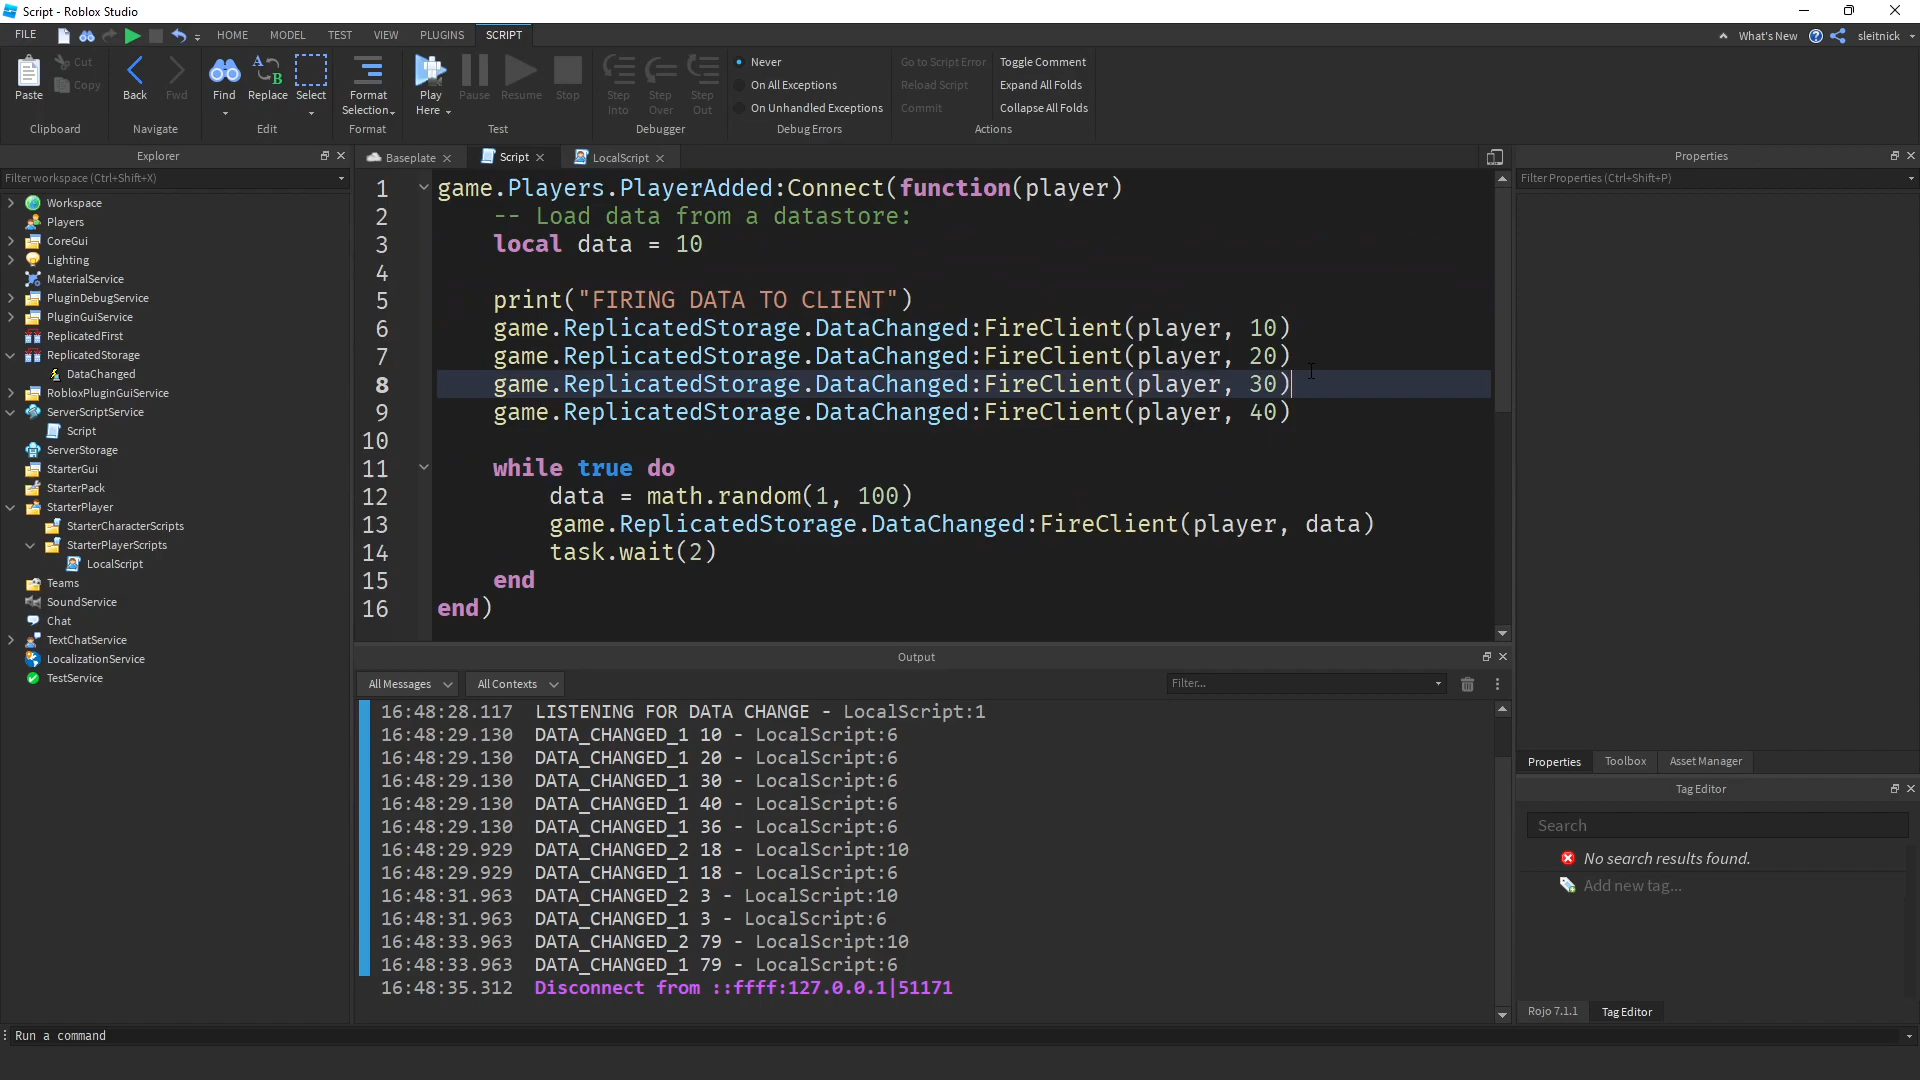 Script - Roblox Studio
FILE HOME MODEL TEST VIEW PLUGINS SCRIPT What's New sleitnick
Paste Cut Copy Back Fwd Find Replace Select Format Selection Play Here Pause Resume Stop Step Into Step Over Step Out
Never Go to Script Error Toggle Comment
On All Exceptions Reload Script Expand All Folds
On Unhandled Exceptions Commit Collapse All Folds
Clipboard Navigate Edit Format Test Debugger Debug Errors Actions
Explorer
Filter workspace (Ctrl+Shift+X)
Workspace
Players
CoreGui
Lighting
MaterialService
PluginDebugService
PluginGuiService
ReplicatedFirst
ReplicatedStorage
DataChanged
RobloxPluginGuiService
ServerScriptService
Script
ServerStorage
StarterGui
StarterPack
StarterPlayer
StarterCharacterScripts
StarterPlayerScripts
LocalScript
Teams
SoundService
Chat
TextChatService
LocalizationService
TestService
Baseplate Script LocalScript
1 game.Players.PlayerAdded:Connect(function(player)
2 -- Load data from a datastore:
3 local data = 10
4
5 print("FIRING DATA TO CLIENT")
6 game.ReplicatedStorage.DataChanged:FireClient(player, 10)
7 game.ReplicatedStorage.DataChanged:FireClient(player, 20)
8 game.ReplicatedStorage.DataChanged:FireClient(player, 30)
9 game.ReplicatedStorage.DataChanged:FireClient(player, 40)
10
11 while true do
12 data = math.random(1, 100)
13 game.ReplicatedStorage.DataChanged:FireClient(player, data)
14 task.wait(2)
15 end
16 end)
Output
All Messages All Contexts Filter...
16:48:28.117 LISTENING FOR DATA CHANGE - LocalScript:1
16:48:29.130 DATA_CHANGED_1 10 - LocalScript:6
16:48:29.130 DATA_CHANGED_1 20 - LocalScript:6
16:48:29.130 DATA_CHANGED_1 30 - LocalScript:6
16:48:29.130 DATA_CHANGED_1 40 - LocalScript:6
16:48:29.130 DATA_CHANGED_1 36 - LocalScript:6
16:48:29.929 DATA_CHANGED_2 18 - LocalScript:10
16:48:29.929 DATA_CHANGED_1 18 - LocalScript:6
16:48:31.963 DATA_CHANGED_2 3 - LocalScript:10
16:48:31.963 DATA_CHANGED_1 3 - LocalScript:6
16:48:33.963 DATA_CHANGED_2 79 - LocalScript:10
16:48:33.963 DATA_CHANGED_1 79 - LocalScript:6
16:48:35.312 Disconnect from ::ffff:127.0.0.1|51171
Properties
Filter Properties (Ctrl+Shift+P)
Properties Toolbox Asset Manager
Tag Editor
Search
No search results found.
Add new tag...
Rojo 7.1.1 Tag Editor
Run a command